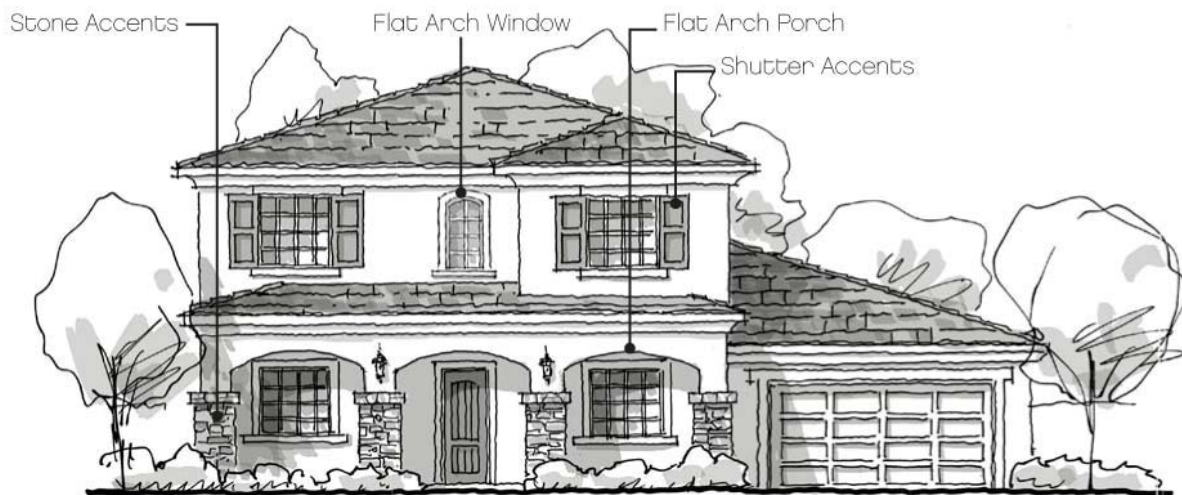 Stone Accents
Flat Arch Window
Flat Arch Porch
Shutter Accents